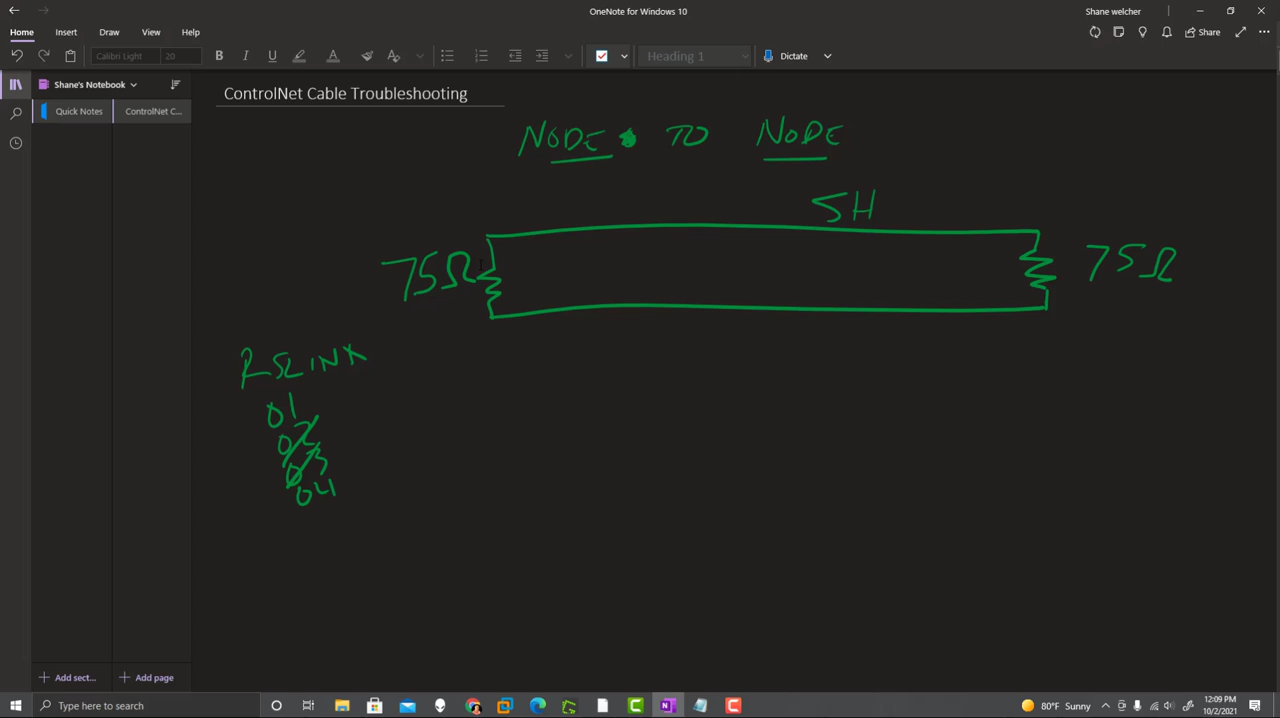 OneNote for Windows 10
Shane welcher
Home Insert Draw View Help
Share
Calibri Light 20
B I U A
Heading 1
Dictate
Shane's Notebook
Quick Notes
ControlNet C...
ControlNet Cable Troubleshooting
NODE TO NODE
SH
75Ω
75Ω
RSLINX
01
02
03
04
Add sect...
Add page
Type here to search
80°F Sunny
12:09 PM
10/2/2021